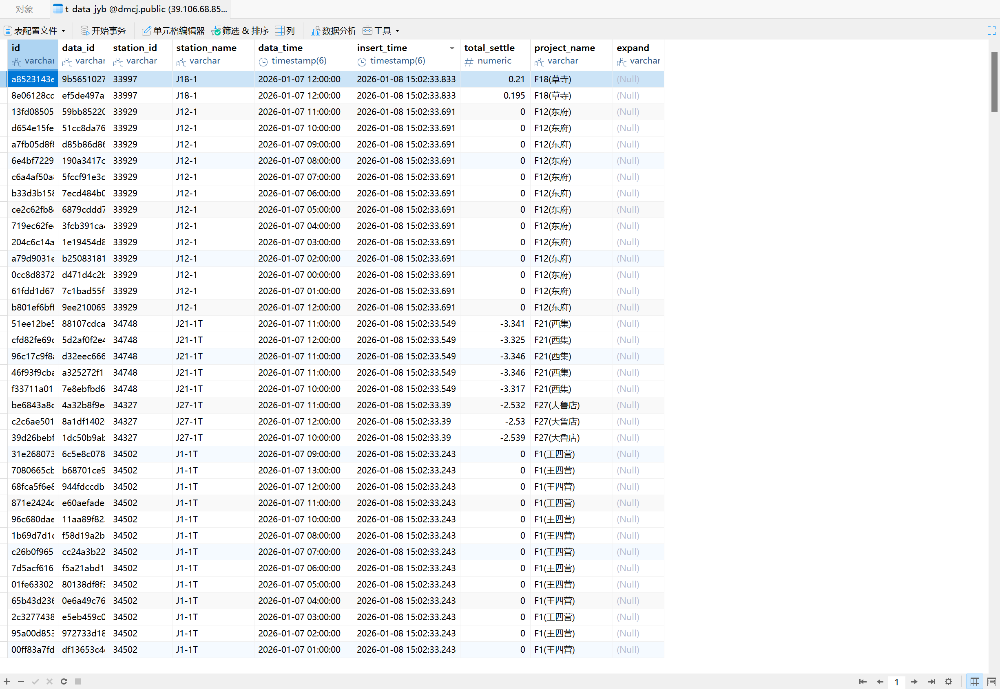 对象 t_data_jyb @dmcj.public (39.106.68.85...
表配置文件 开始事务 单元格编辑器 筛选 & 排序 列 数据分析 工具
id data_id station_id station_name data_time insert_time total_settle project_name expand
varchar varchar varchar varchar timestamp(6) timestamp(6) # numeric varchar varchar
a8523143e 9b5651027 33997 J18-1 2026-01-07 12:00:00 2026-01-08 15:02:33.833 0.21 F18(草寺) (Null)
8e06128cd ef5de497a 33997 J18-1 2026-01-07 12:00:00 2026-01-08 15:02:33.833 0.195 F18(草寺) (Null)
13fd08505 59bb85220 33929 J12-1 2026-01-07 11:00:00 2026-01-08 15:02:33.691 0 F12(东府) (Null)
d654e15fe 51cc8da76 33929 J12-1 2026-01-07 10:00:00 2026-01-08 15:02:33.691 0 F12(东府) (Null)
a7fb05d8f8 d85b86d86 33929 J12-1 2026-01-07 09:00:00 2026-01-08 15:02:33.691 0 F12(东府) (Null)
6e4bf7229 190a3417c 33929 J12-1 2026-01-07 08:00:00 2026-01-08 15:02:33.691 0 F12(东府) (Null)
c6a4af50a8 5fccf91e3c 33929 J12-1 2026-01-07 07:00:00 2026-01-08 15:02:33.691 0 F12(东府) (Null)
b33d3b158 7ecd484b0 33929 J12-1 2026-01-07 06:00:00 2026-01-08 15:02:33.691 0 F12(东府) (Null)
ce2c62fb8 6879cddd7 33929 J12-1 2026-01-07 05:00:00 2026-01-08 15:02:33.691 0 F12(东府) (Null)
719ec62fe 3fcb391ca 33929 J12-1 2026-01-07 04:00:00 2026-01-08 15:02:33.691 0 F12(东府) (Null)
204c6c14a 1e19454d8 33929 J12-1 2026-01-07 03:00:00 2026-01-08 15:02:33.691 0 F12(东府) (Null)
a79d9031e b25083181 33929 J12-1 2026-01-07 02:00:00 2026-01-08 15:02:33.691 0 F12(东府) (Null)
0cc8d8372 d471d4c2b 33929 J12-1 2026-01-07 00:00:00 2026-01-08 15:02:33.691 0 F12(东府) (Null)
61fdd1d67 7c1bad55f 33929 J12-1 2026-01-07 01:00:00 2026-01-08 15:02:33.691 0 F12(东府) (Null)
b801ef6bff 9ee210069 33929 J12-1 2026-01-07 12:00:00 2026-01-08 15:02:33.691 0 F12(东府) (Null)
51ee12be5 88107cdca 34748 J21-1T 2026-01-07 11:00:00 2026-01-08 15:02:33.549 -3.341 F21(西集) (Null)
cfd82fe69c 5d2af0f2e4 34748 J21-1T 2026-01-07 12:00:00 2026-01-08 15:02:33.549 -3.325 F21(西集) (Null)
96c17c9f8a d32eec666 34748 J21-1T 2026-01-07 11:00:00 2026-01-08 15:02:33.549 -3.346 F21(西集) (Null)
46f93f9cba a325272f1 34748 J21-1T 2026-01-07 11:00:00 2026-01-08 15:02:33.549 -3.346 F21(西集) (Null)
f33711a01 7e8ebfbd6 34748 J21-1T 2026-01-07 10:00:00 2026-01-08 15:02:33.549 -3.317 F21(西集) (Null)
be6843a8c 4a32b8f9e 34327 J27-1T 2026-01-07 11:00:00 2026-01-08 15:02:33.39 -2.532 F27(大鲁店) (Null)
c2c6ae501 8a1df1402 34327 J27-1T 2026-01-07 12:00:00 2026-01-08 15:02:33.39 -2.53 F27(大鲁店) (Null)
39d26bebf 1dc50b9ab 34327 J27-1T 2026-01-07 10:00:00 2026-01-08 15:02:33.39 -2.539 F27(大鲁店) (Null)
31e268073 6c5e8c078 34502 J1-1T 2026-01-07 09:00:00 2026-01-08 15:02:33.243 0 F1(王四营) (Null)
7080665cb b68701ce9 34502 J1-1T 2026-01-07 13:00:00 2026-01-08 15:02:33.243 0 F1(王四营) (Null)
68fca5f6e8 944fdccdb 34502 J1-1T 2026-01-07 12:00:00 2026-01-08 15:02:33.243 0 F1(王四营) (Null)
871e2424c e60aefade 34502 J1-1T 2026-01-07 11:00:00 2026-01-08 15:02:33.243 0 F1(王四营) (Null)
96c680dae 11aa89f82 34502 J1-1T 2026-01-07 10:00:00 2026-01-08 15:02:33.243 0 F1(王四营) (Null)
1b69d7d1c f58d19a2b 34502 J1-1T 2026-01-07 08:00:00 2026-01-08 15:02:33.243 0 F1(王四营) (Null)
c26b0f965 cc24a3b22 34502 J1-1T 2026-01-07 07:00:00 2026-01-08 15:02:33.243 0 F1(王四营) (Null)
7d5acf616 f5a21abd1 34502 J1-1T 2026-01-07 06:00:00 2026-01-08 15:02:33.243 0 F1(王四营) (Null)
01fe63302 80138df8f3 34502 J1-1T 2026-01-07 05:00:00 2026-01-08 15:02:33.243 0 F1(王四营) (Null)
65b43d236 0e6a49c76 34502 J1-1T 2026-01-07 04:00:00 2026-01-08 15:02:33.243 0 F1(王四营) (Null)
2c3277438 e5eb459c0 34502 J1-1T 2026-01-07 03:00:00 2026-01-08 15:02:33.243 0 F1(王四营) (Null)
95a00d853 972733d18 34502 J1-1T 2026-01-07 02:00:00 2026-01-08 15:02:33.243 0 F1(王四营) (Null)
00ff83a7fd df13653c4 34502 J1-1T 2026-01-07 01:00:00 2026-01-08 15:02:33.243 0 F1(王四营) (Null)
1